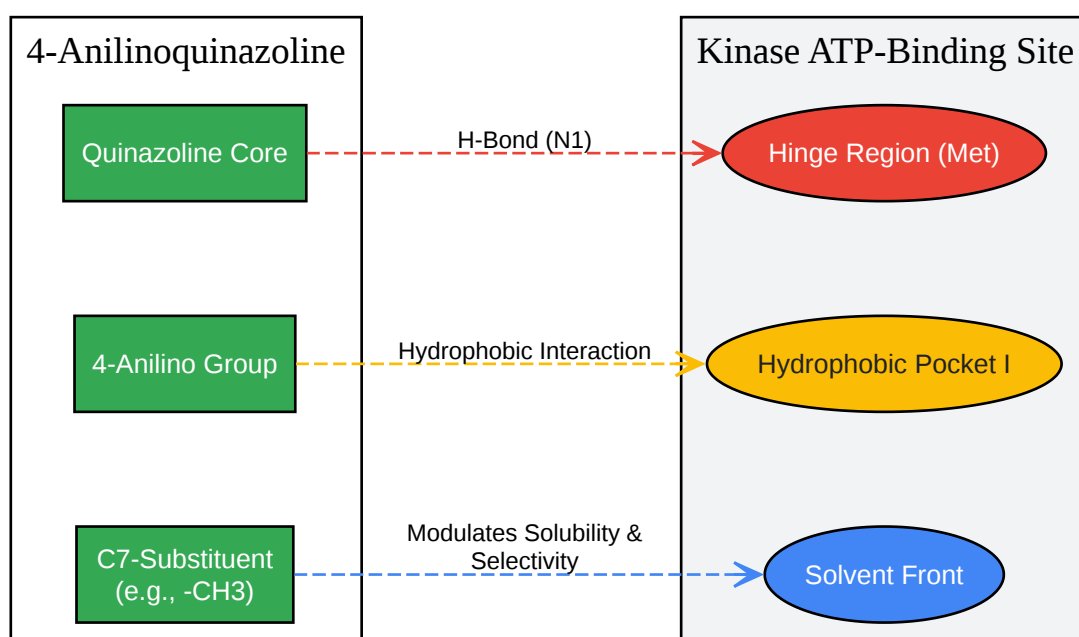 4-Anilinoquinazoline
Kinase ATP-Binding Site
Quinazoline Core
H-Bond (N1)
Hinge Region (Met)
4-Anilino Group
Hydrophobic Interaction
Hydrophobic Pocket I
C7-Substituent
(e.g., -CH3)
Modulates Solubility &
Selectivity
Solvent Front